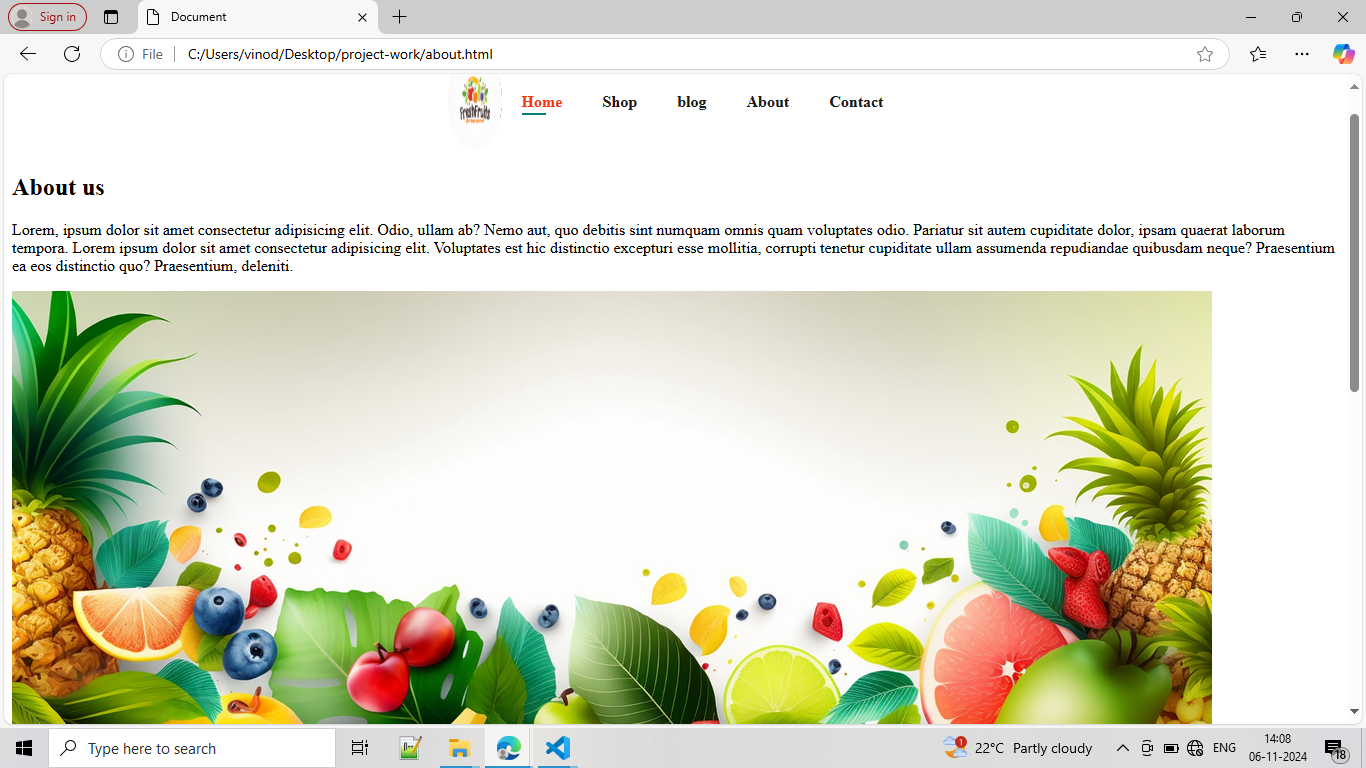 Sign in
Document
File
C:/Users/vinod/Desktop/project-work/about.html
FreshFruits
Home Shop blog About Contact
About us
Lorem, ipsum dolor sit amet consectetur adipisicing elit. Odio, ullam ab? Nemo aut, quo debitis sint numquam omnis quam voluptates odio. Pariatur sit autem cupiditate dolor, ipsam quaerat laborum
tempora. Lorem ipsum dolor sit amet consectetur adipisicing elit. Voluptates est hic distinctio excepturi esse mollitia, corrupti tenetur cupiditate ullam assumenda repudiandae quibusdam neque? Praesentium
ea eos distinctio quo? Praesentium, deleniti.
Type here to search
1
22°C Partly cloudy
ENG
14:08
06-11-2024
18